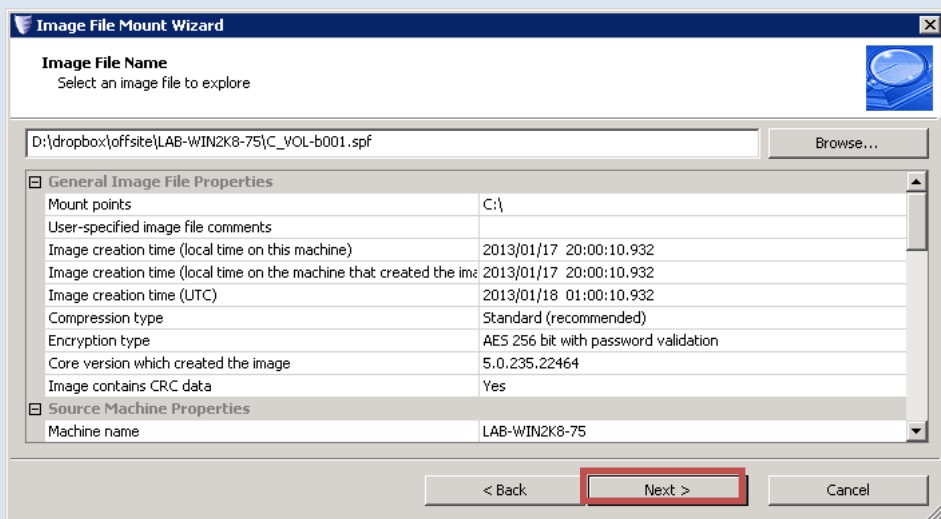 Image File Mount Wizard
Image File Name
Select an image file to explore
D:\dropbox\offsite\LAB-WIN2K8-75\C_VOL-b001.spf Browse...
General Image File Properties
Mount points C:\
User-specified image file comments
Image creation time (local time on this machine) 2013/01/17 20:00:10.932
Image creation time (local time on the machine that created the ima 2013/01/17 20:00:10.932
Image creation time (UTC) 2013/01/18 01:00:10.932
Compression type Standard (recommended)
Encryption type AES 256 bit with password validation
Core version which created the image 5.0.235.22464
Image contains CRC data Yes
Source Machine Properties
Machine name LAB-WIN2K8-75
< Back Next > Cancel